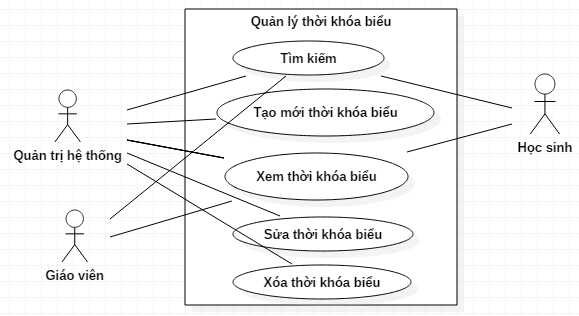 Quản lý thời khóa biểu
Tìm kiếm
Tạo mới thời khóa biểu
Quản trị hệ thống
Học sinh
Xem thời khóa biểu
Sửa thời khóa biểu
Giáo viên
Xóa thời khóa biểu